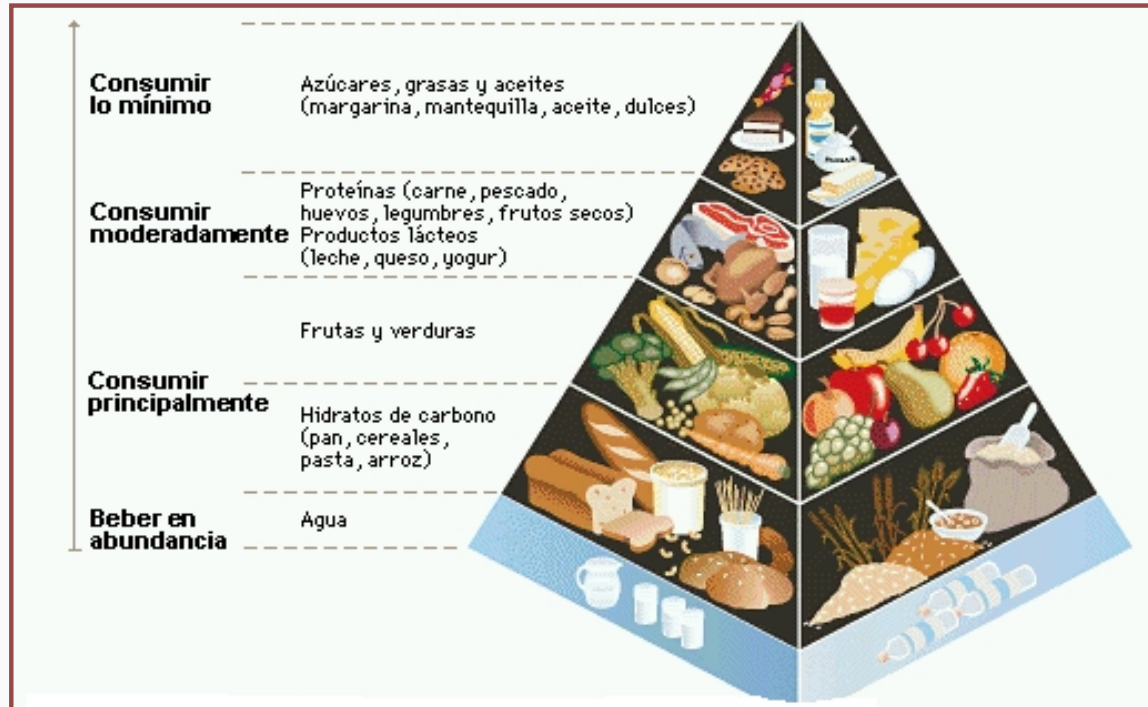 Consumir
lo mínimo
Azúcares, grasas y aceites
(margarina, mantequilla, aceite, dulces)
Consumir
moderadamente
Proteínas (carne, pescado,
huevos, legumbres, frutos secos)
Productos lácteos
(leche, queso, yogur)
Frutas y verduras
Consumir
principalmente
Hidratos de carbono
(pan, cereales,
pasta, arroz)
Beber en
abundancia
Agua